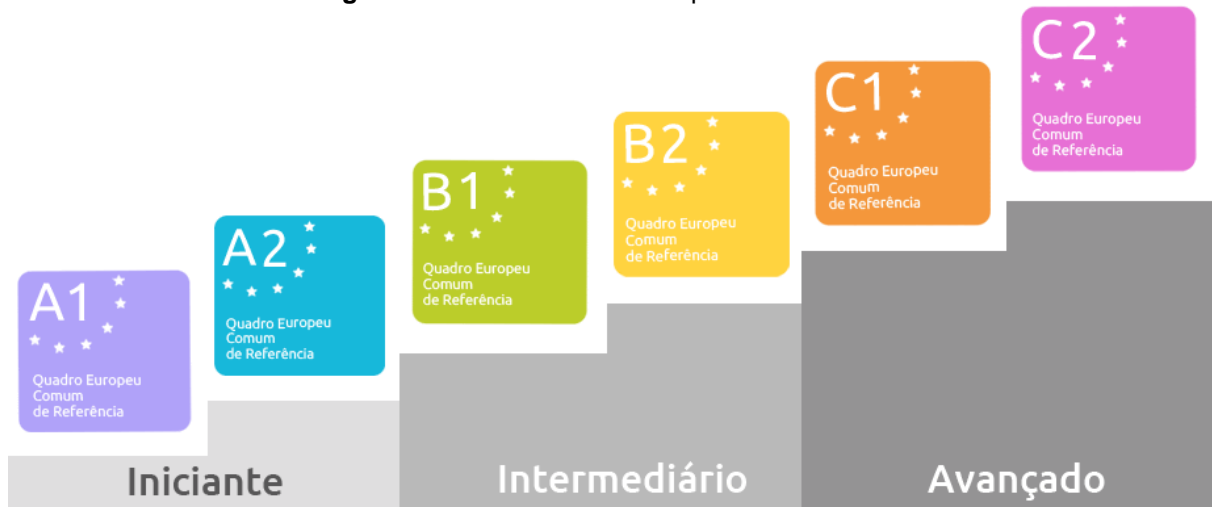 A1
Quadro Europeu
Comum
de Referência
A2
Quadro Europeu
Comum
de Referência
B1
Quadro Europeu
Comum
de Referência
B2
Quadro Europeu
Comum
de Referência
C1
Quadro Europeu
Comum
de Referência
C2
Quadro Europeu
Comum
de Referência
Iniciante
Intermediário
Avançado